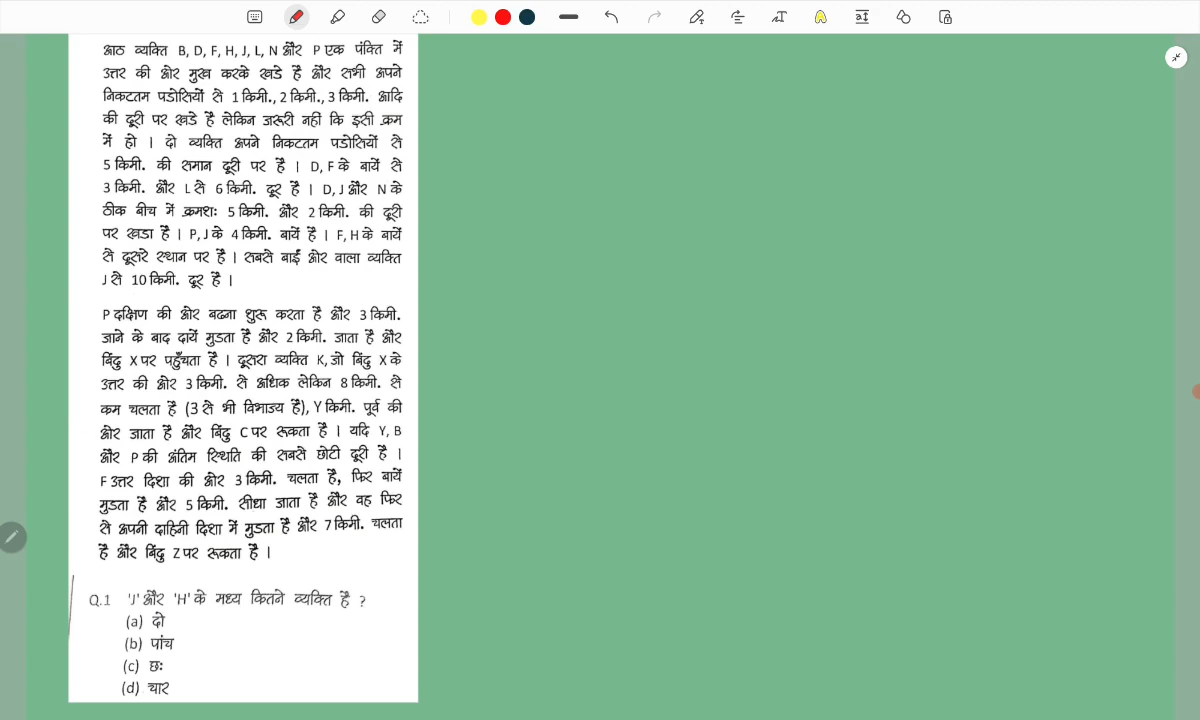 आठ व्यक्ति B, D, F, H, J, L, N और P एक पंक्ति में
उत्तर की ओर मुख करके खडे है और सभी अपने
निकटतम पडोसियों से 1 किमी., 2 किमी., 3 किमी. आदि
की दूरी पर खडे है लेकिन जरूरी नही कि इसी क्रम
में हो । दो व्यक्ति अपने निकटतम पडोसियों से
5 किमी. की समान दूरी पर है । D, F के बायें से
3 किमी. और L से 6 किमी. दूर है । D, J और N के
ठीक बीच में क्रमशः 5 किमी. और 2 किमी. की दूरी
पर खडा है । P, J के 4 किमी. बायें है । F, H के बायें
से दूसरे स्थान पर है । सबसे बाईं ओर वाला व्यक्ति
J से 10 किमी. दूर है ।
P दक्षिण की ओर बढना शुरू करता है और 3 किमी.
जाने के बाद दायें मुडता है और 2 किमी. जाता है और
बिंदु X पर पहुँचता है । दूसरा व्यक्ति K, जो बिंदु X के
उत्तर की ओर 3 किमी. से अधिक लेकिन 8 किमी. से
कम चलता है (3 से भी विभाज्य है), Y किमी. पूर्व की
ओर जाता है और बिंदु C पर रूकता है । यदि Y, B
और P की अंतिम स्थिति की सबसे छोटी दूरी है ।
F उत्तर दिशा की ओर 3 किमी. चलता है, फिर बायें
मुडता है और 5 किमी. सीधा जाता है और वह फिर
से अपनी दाहिनी दिशा में मुडता है और 7 किमी. चलता
है और बिंदु Z पर रूकता है ।
Q.1 'J' और 'H' के मध्य कितने व्यक्ति है ?
(a) दो
(b) पांच
(c) छः
(d) चार